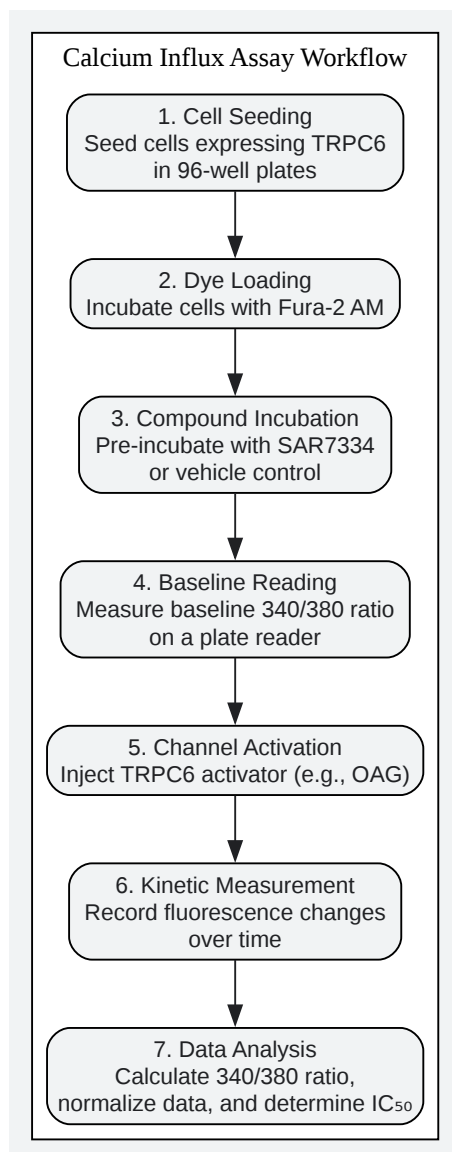 Calcium Influx Assay Workflow
1. Cell Seeding
Seed cells expressing TRPC6
in 96-well plates
2. Dye Loading
Incubate cells with Fura-2 AM
3. Compound Incubation
Pre-incubate with SAR7334
or vehicle control
4. Baseline Reading
Measure baseline 340/380 ratio
on a plate reader
5. Channel Activation
Inject TRPC6 activator (e.g., OAG)
6. Kinetic Measurement
Record fluorescence changes
over time
7. Data Analysis
Calculate 340/380 ratio,
normalize data, and determine IC₅₀